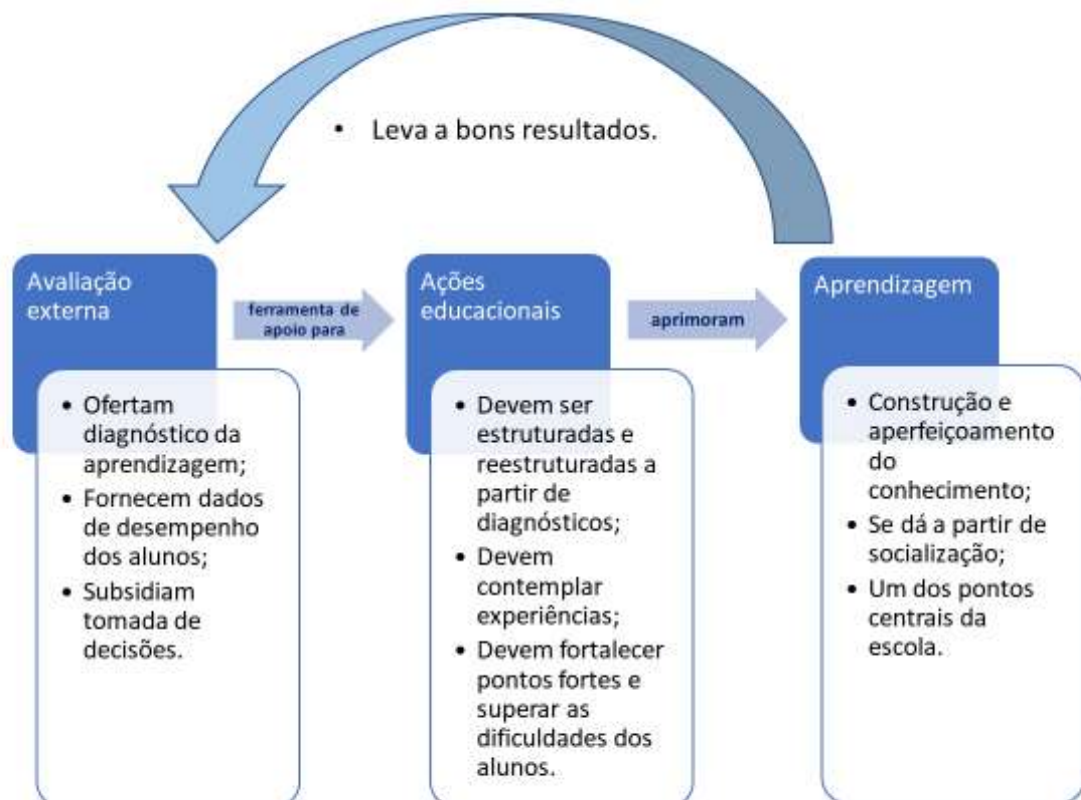 • Leva a bons resultados.
Avaliação
externa
ferramenta de
apoio para
Ações
educacionais
aprimoram
Aprendizagem
• Ofertam
diagnóstico da
aprendizagem;
• Fornecem dados
de desempenho
dos alunos;
• Subsidiam
tomada de
decisões.
• Devem ser
estruturadas e
reestruturadas a
partir de
diagnósticos;
• Devem
contemplar
experiências;
• Devem fortalecer
pontos fortes e
superar as
dificuldades dos
alunos.
• Construção e
aperfeiçoamento
do
conhecimento;
• Se dá a partir de
socialização;
• Um dos pontos
centrais da
escola.